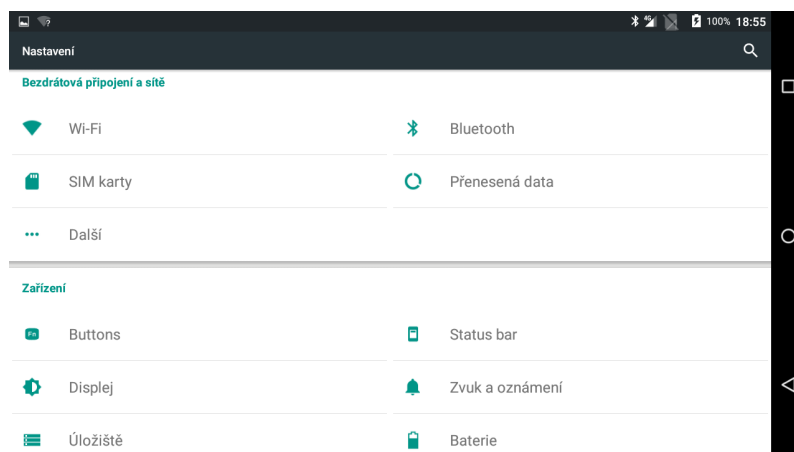 100% 18:55
Nastavení
Bezdrátová připojení a sítě
Wi-Fi
Bluetooth
SIM karty
Přenesená data
Další
Zařízení
Fn
Buttons
Status bar
Displej
Zvuk a oznámení
Úložiště
Baterie